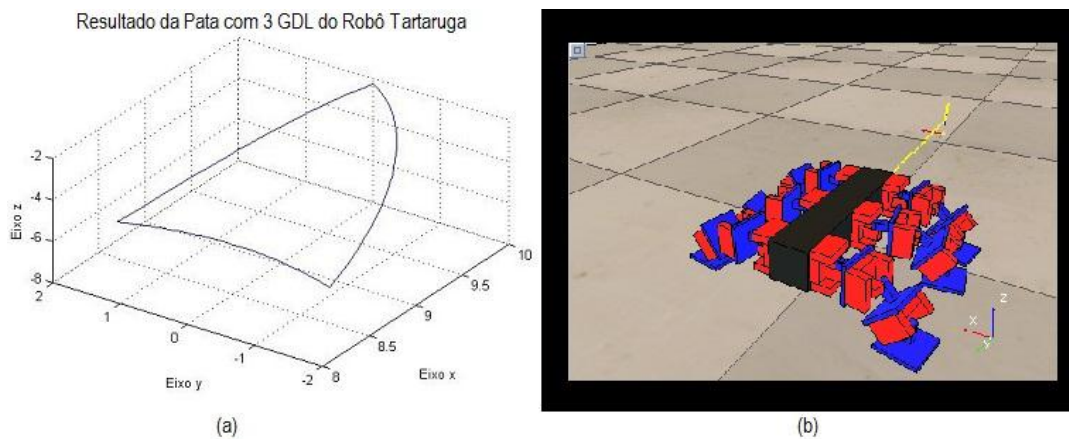 Resultado da Pata com 3 GDL do Robô Tartaruga
-2
-4
-6
-8
Eixo z
2
1
0
-1
-2
Eixo y
8
8.5
9
9.5
10
Eixo x
(a)
z
x
y
(b)